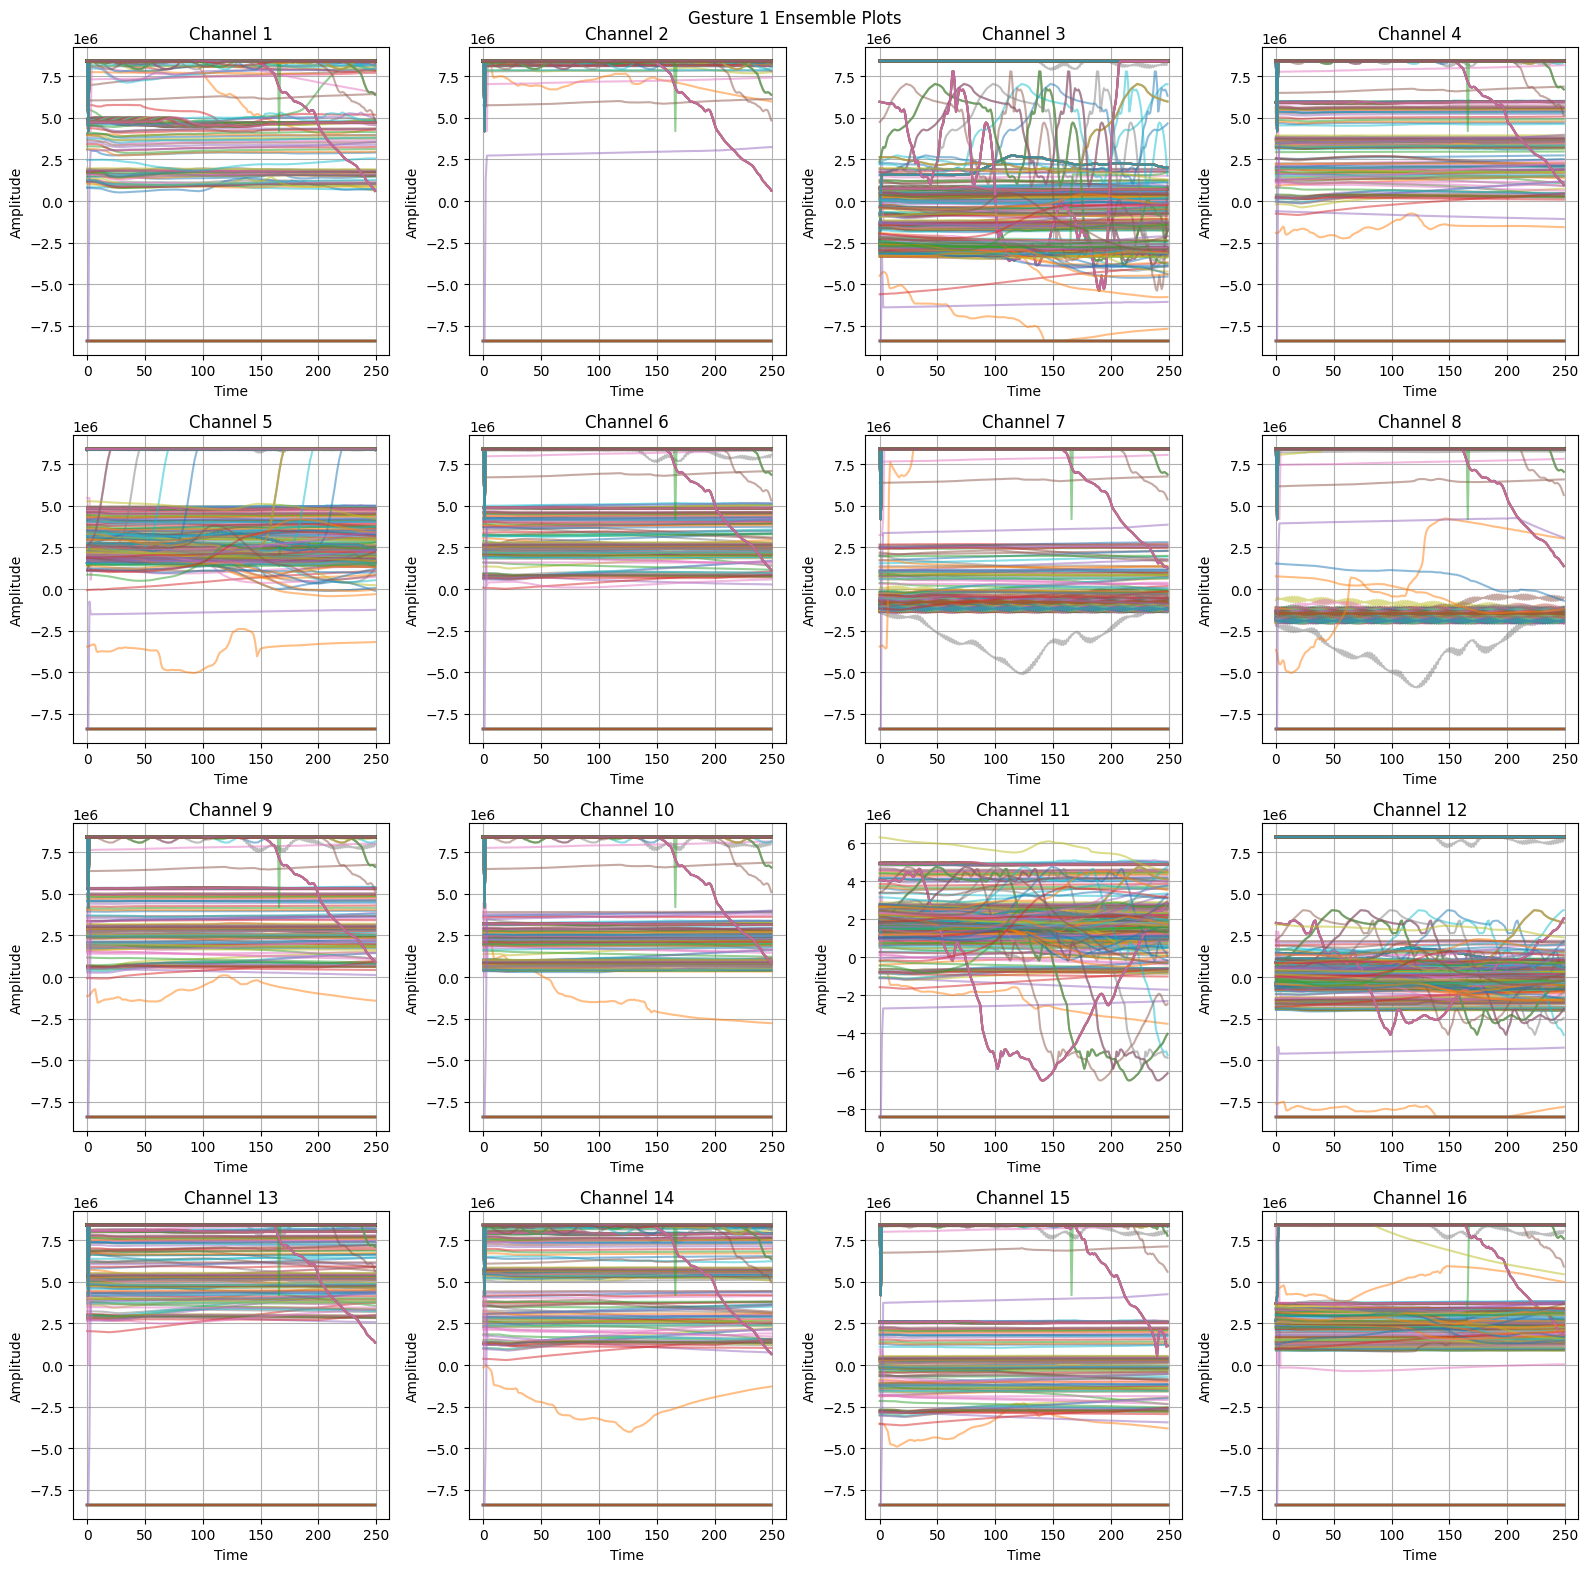 Gesture 1 Ensemble Plots
Channel 1
Channel 2
Channel 3
Channel 4
1e6
1e6
1e6
1e6
7.5
5.0
2.5
0.0
−2.5
−5.0
−7.5
Amplitude
0 50 100 150 200 250
Time
7.5
5.0
2.5
0.0
−2.5
−5.0
−7.5
Amplitude
0 50 100 150 200 250
Time
7.5
5.0
2.5
0.0
−2.5
−5.0
−7.5
Amplitude
0 50 100 150 200 250
Time
7.5
5.0
2.5
0.0
−2.5
−5.0
−7.5
Amplitude
0 50 100 150 200 250
Time
Channel 5
Channel 6
Channel 7
Channel 8
1e6
1e6
1e6
1e6
7.5
5.0
2.5
0.0
−2.5
−5.0
−7.5
Amplitude
0 50 100 150 200 250
Time
7.5
5.0
2.5
0.0
−2.5
−5.0
−7.5
Amplitude
0 50 100 150 200 250
Time
7.5
5.0
2.5
0.0
−2.5
−5.0
−7.5
Amplitude
0 50 100 150 200 250
Time
7.5
5.0
2.5
0.0
−2.5
−5.0
−7.5
Amplitude
0 50 100 150 200 250
Time
Channel 9
Channel 10
Channel 11
Channel 12
1e6
1e6
1e6
1e6
7.5
5.0
2.5
0.0
−2.5
−5.0
−7.5
Amplitude
0 50 100 150 200 250
Time
7.5
5.0
2.5
0.0
−2.5
−5.0
−7.5
Amplitude
0 50 100 150 200 250
Time
6
4
2
0
−2
−4
−6
−8
Amplitude
0 50 100 150 200 250
Time
7.5
5.0
2.5
0.0
−2.5
−5.0
−7.5
Amplitude
0 50 100 150 200 250
Time
Channel 13
Channel 14
Channel 15
Channel 16
1e6
1e6
1e6
1e6
7.5
5.0
2.5
0.0
−2.5
−5.0
−7.5
Amplitude
0 50 100 150 200 250
Time
7.5
5.0
2.5
0.0
−2.5
−5.0
−7.5
Amplitude
0 50 100 150 200 250
Time
7.5
5.0
2.5
0.0
−2.5
−5.0
−7.5
Amplitude
0 50 100 150 200 250
Time
7.5
5.0
2.5
0.0
−2.5
−5.0
−7.5
Amplitude
0 50 100 150 200 250
Time